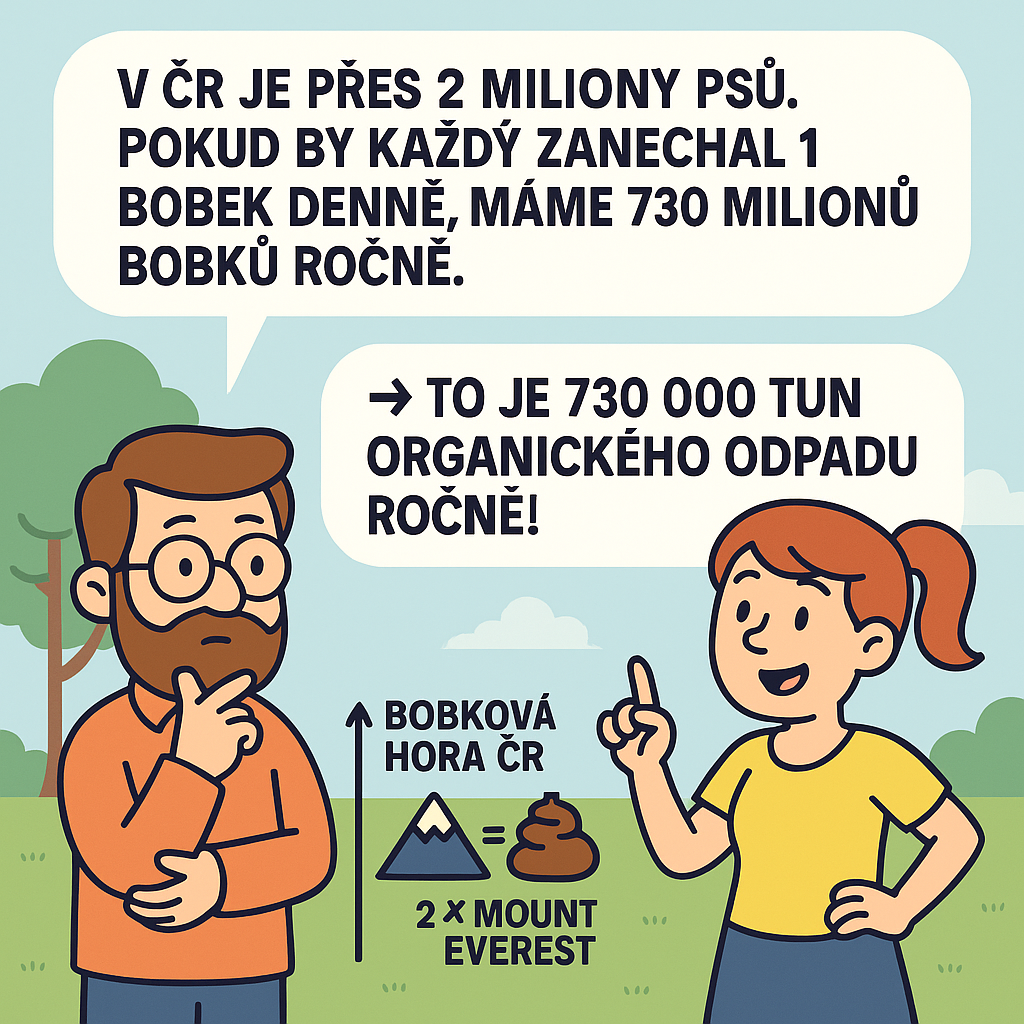 V ČR JE PŘES 2 MILIONY PSŮ.
POKUD BY KAŽDÝ ZANECHAL 1
BOBEK DENNĚ, MÁME 730 MILIONŮ
BOBKŮ ROČNĚ.
→ TO JE 730 000 TUN
ORGANICKÉHO ODPADU
ROČNĚ!
BOBKOVÁ
HORA ČR
=
2 × MOUNT
EVEREST